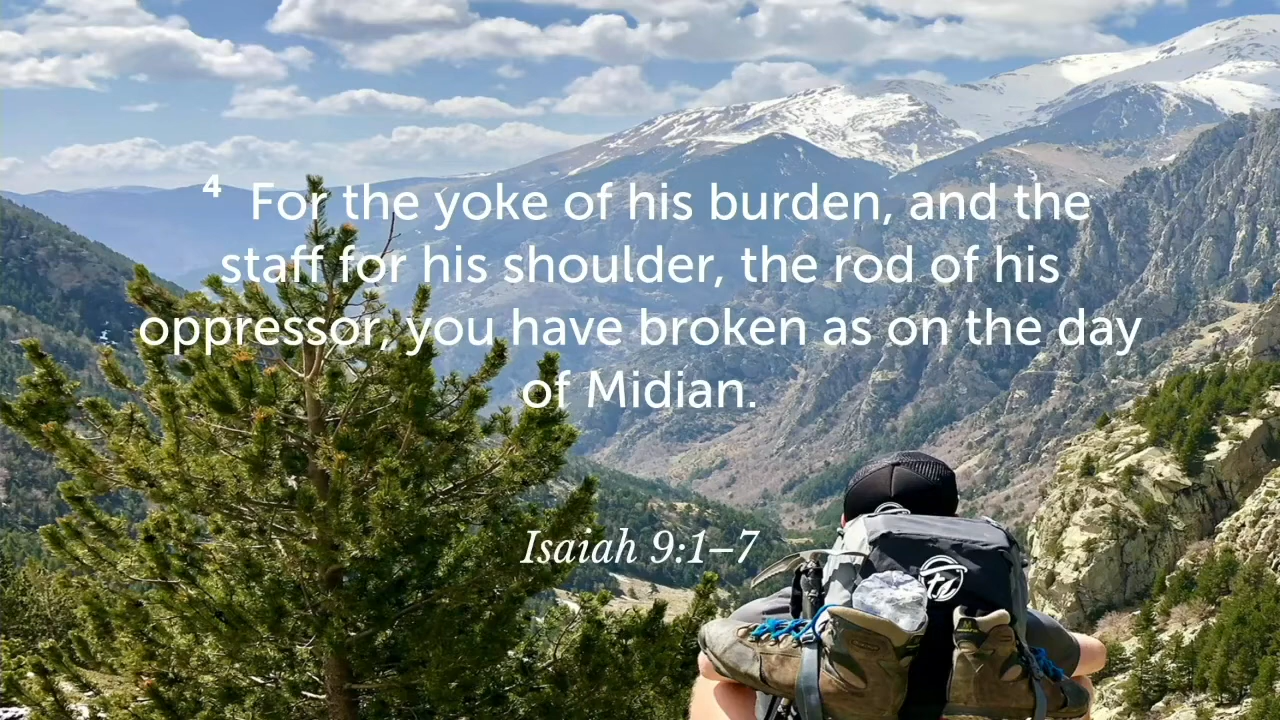 ⁴ For the yoke of his burden, and the
staff for his shoulder, the rod of his
oppressor, you have broken as on the day
of Midian.
Isaiah 9:1–7